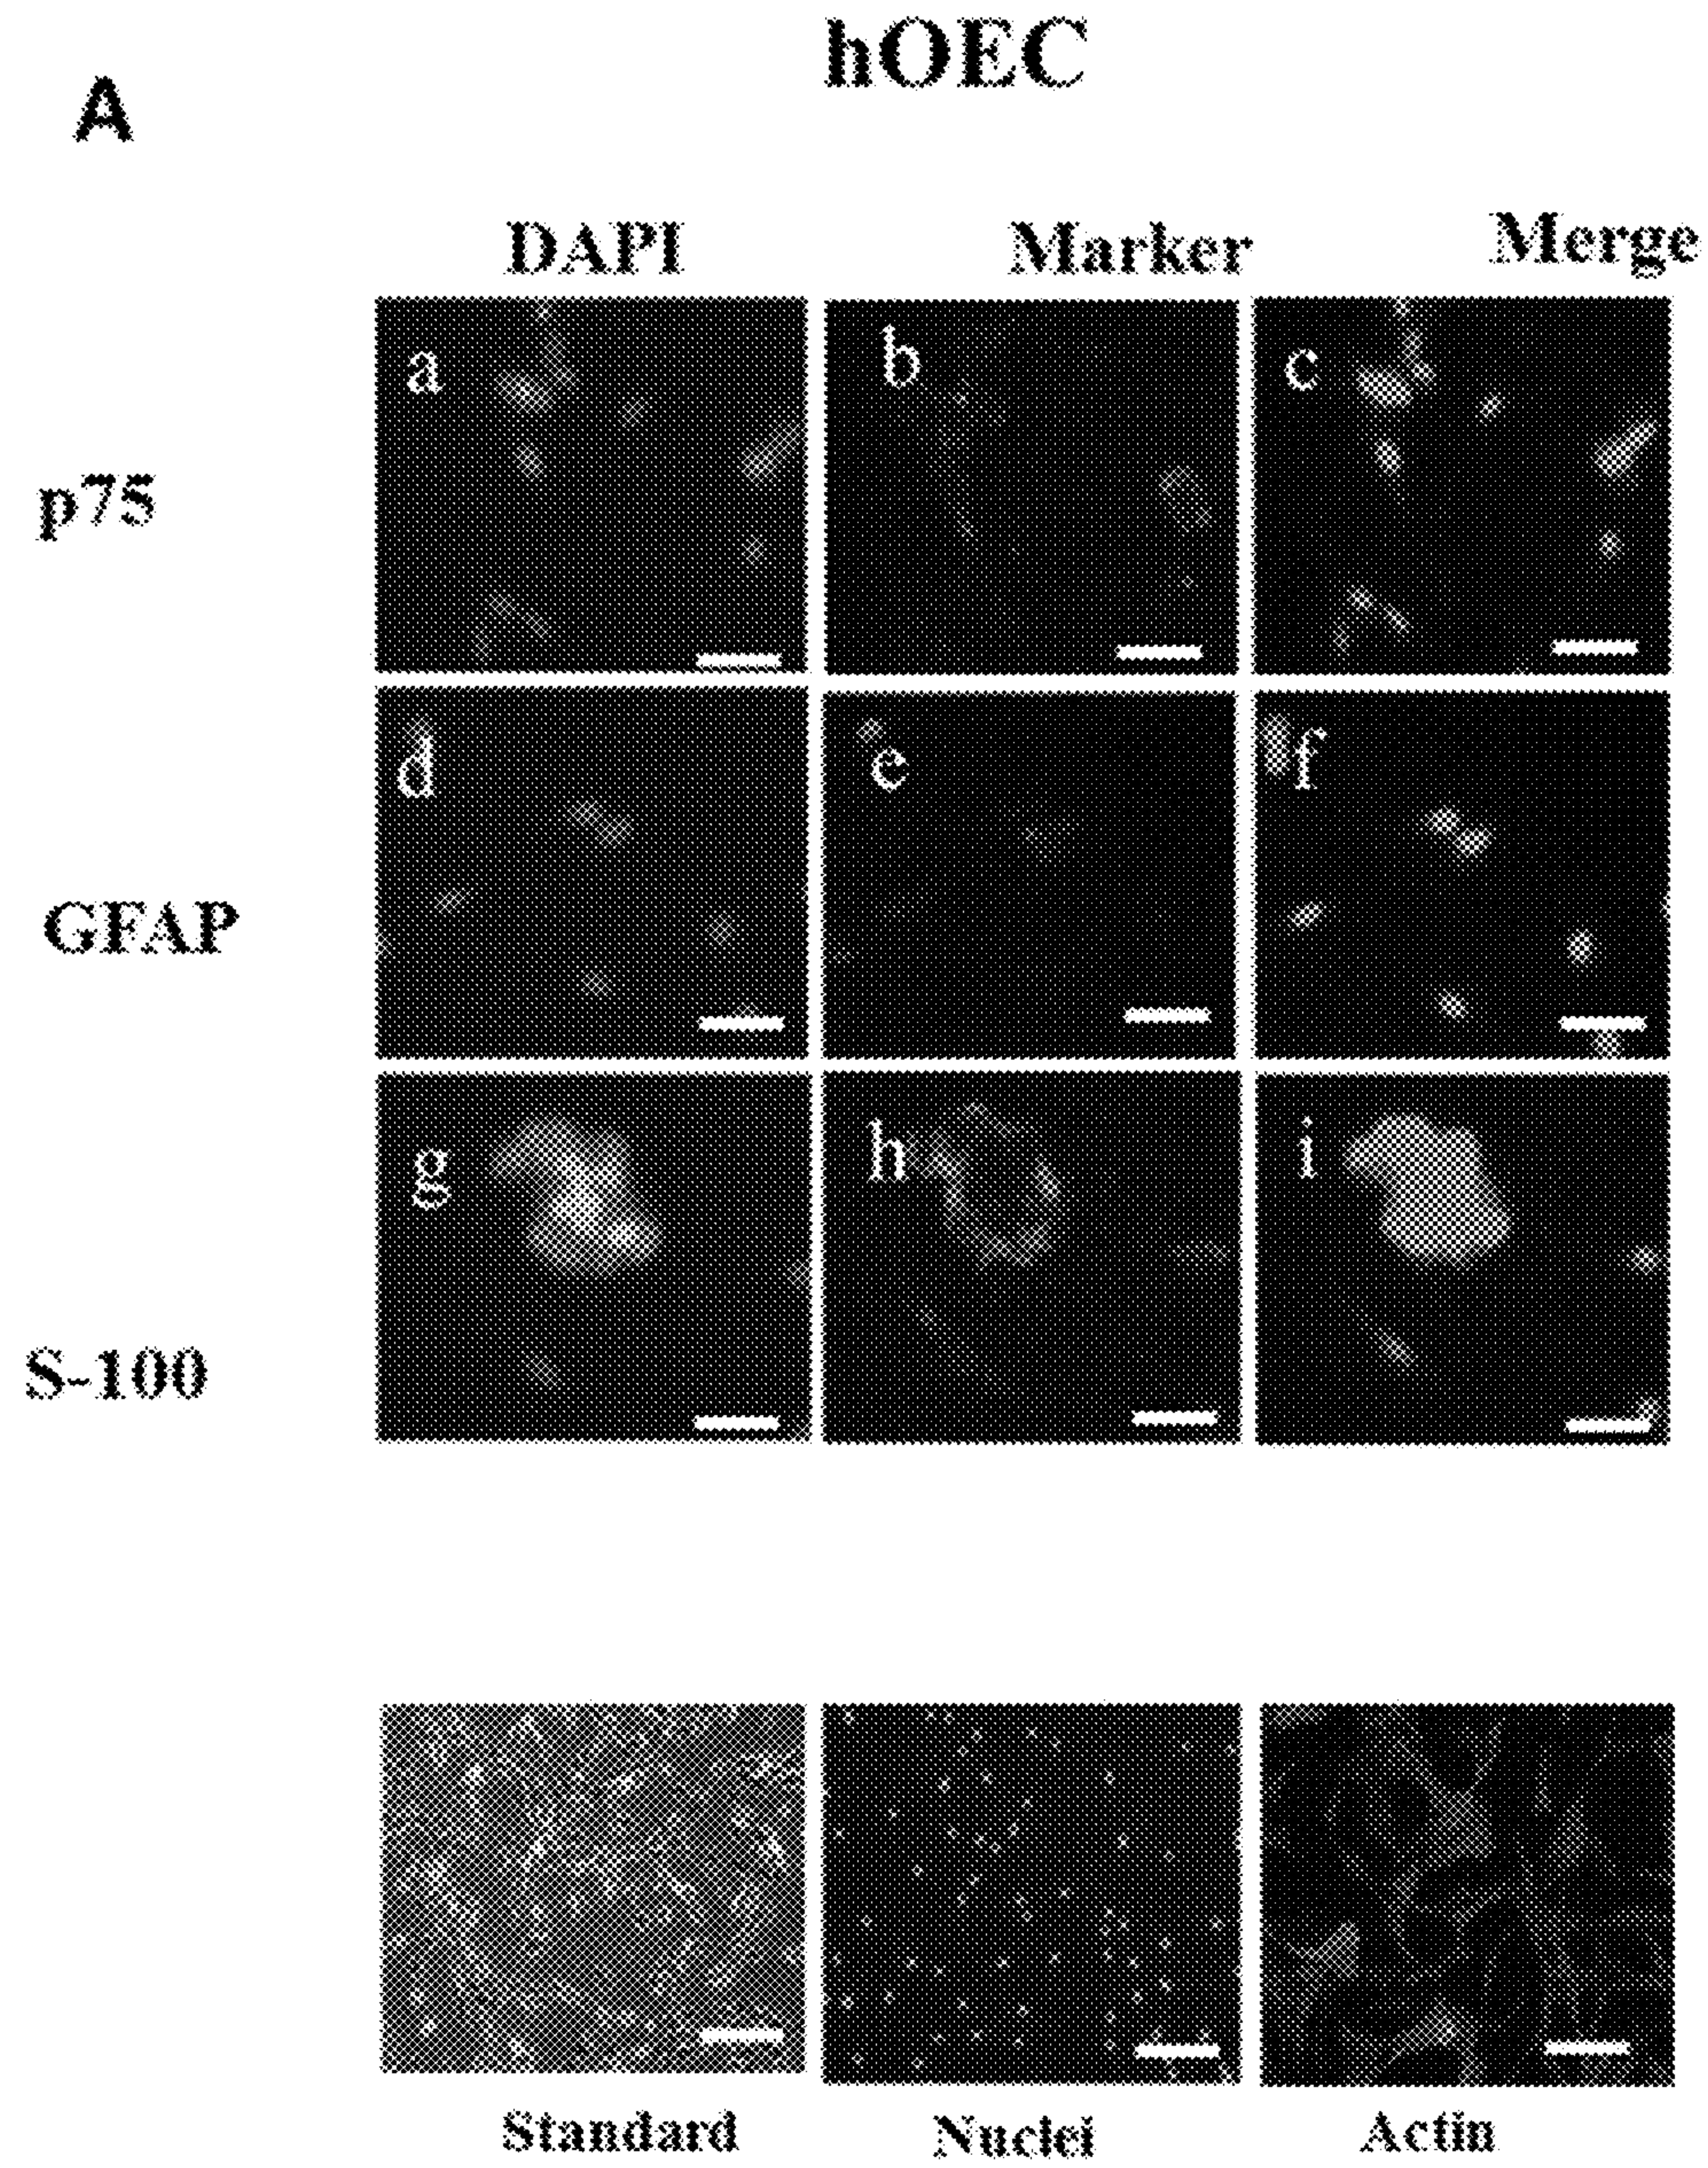 hOEC
A
DAPI Marker Merge
p75
a b c
GFAP
d e f
S-100
g h i
Standard Nuclei Actin